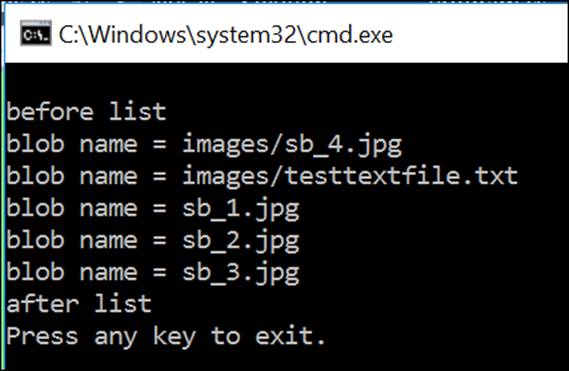 C:\Windows\system32\cmd.exe
before list
blob name = images/sb_4.jpg
blob name = images/testtextfile.txt
blob name = sb_1.jpg
blob name = sb_2.jpg
blob name = sb_3.jpg
after list
Press any key to exit.